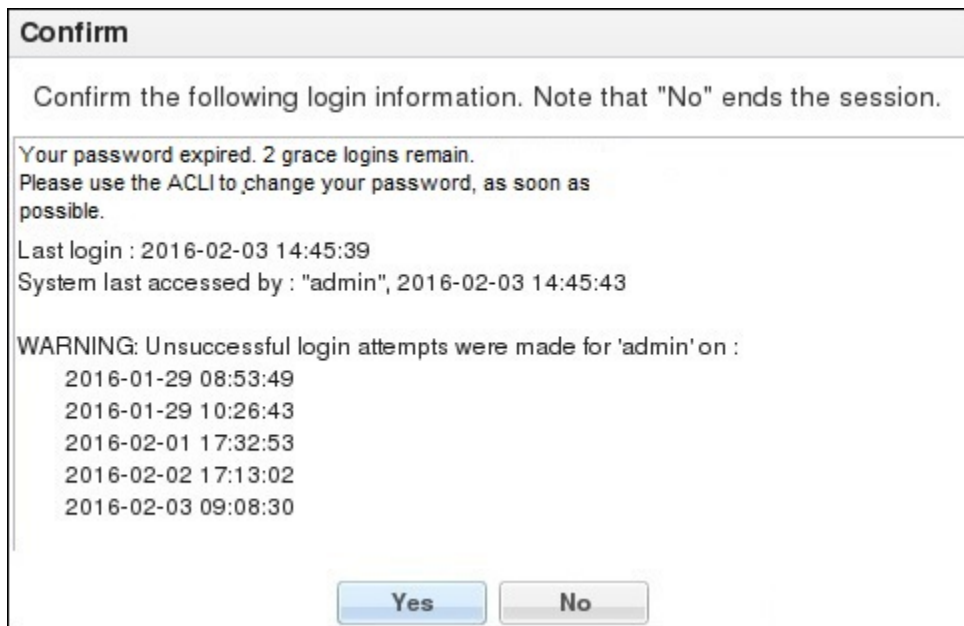 Confirm
Confirm the following login information. Note that "No" ends the session.
Your password expired. 2 grace logins remain.
Please use the ACLI to change your password, as soon as
possible.
Last login : 2016-02-03 14:45:39
System last accessed by : "admin", 2016-02-03 14:45:43
WARNING: Unsuccessful login attempts were made for 'admin' on :
2016-01-29 08:53:49
2016-01-29 10:26:43
2016-02-01 17:32:53
2016-02-02 17:13:02
2016-02-03 09:08:30
Yes No